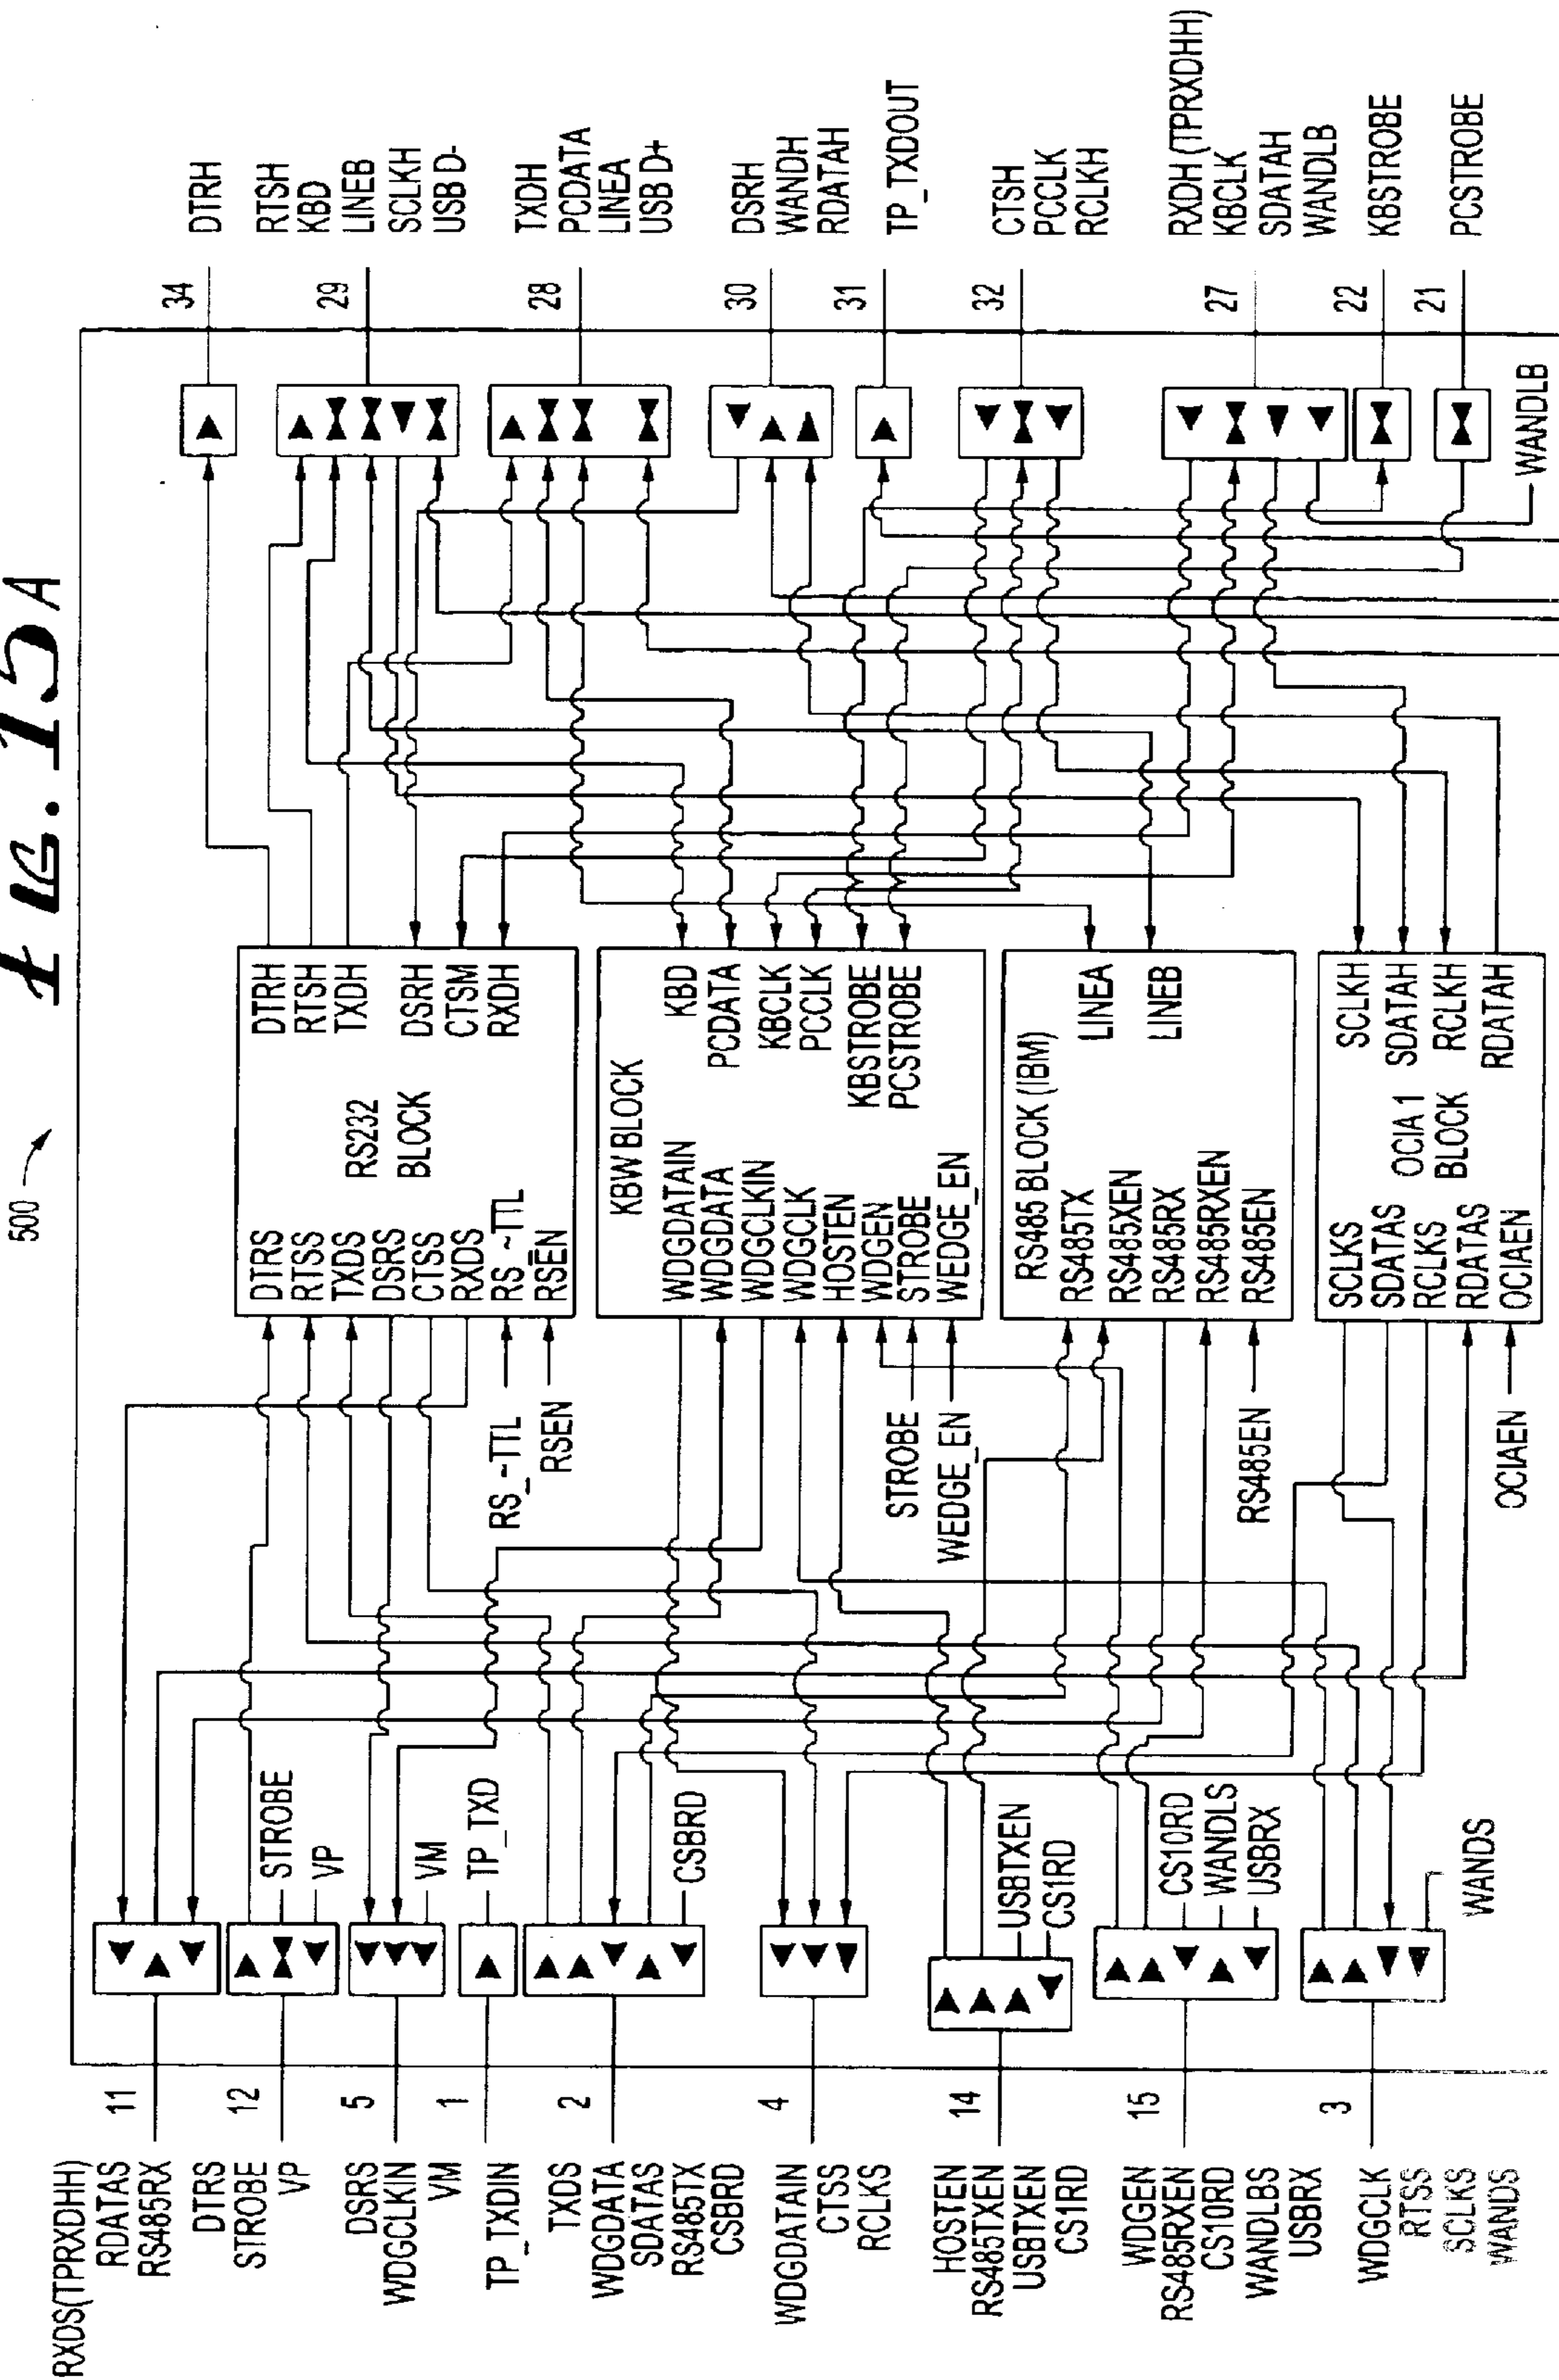 FIG. 15A
500
RXDS(TPRXDHH)
RDATAS
RS485RX
11
DTRS
STROBE
VP
12
STROBE
VP
DSRS
WDGCLKIN
VM
5
VM
TP_TXDIN
1
TP_TXD
TXDS
WDGDATA
SDATAS
RS485TX
CSBRD
2
CSBRD
WDGDATAIN
CTSS
RCLKS
4
HOSTEN
RS485TXEN
USBTXEN
CS1RD
14
USBTXEN
CS1RD
WDGEN
RS485RXEN
CS10RD
WANDLBS
USBRX
15
CS10RD
WANDLS
USBRX
WDGCLK
RTSS
SCLKS
WANDS
3
WANDS
RS_~TTL
RSEN
STROBE
WEDGE_EN
RS485EN
OCIAEN
DTRS
RTSS
TXDS
DSRS
CTSS
RXDS
RS ~TTL
RSEN
RS232
BLOCK
DTRH
RTSH
TXDH
DSRH
CTSM
RXDH
KBW BLOCK
WDGDATAIN
WDGDATA
WDGCLKIN
WDGCLK
HOSTEN
WDGEN
STROBE
WEDGE_EN
KBD
PCDATA
KBCLK
PCCLK
KBSTROBE
PCSTROBE
RS485 BLOCK (IBM)
RS485TX
RS485XEN
RS485RX
RS485RXEN
RS485EN
LINEA
LINEB
SCLKS
SDATAS
RCLKS
RDATAS
OCIAEN
OCIA 1
BLOCK
SCLKH
SDATAH
RCLKH
RDATAH
34
DTRH
29
RTSH
KBD
LINEB
SCLKH
USB D-
28
TXDH
PCDATA
LINEA
USB D+
30
DSRH
WANDH
RDATAH
31
TP_TXDOUT
32
CTSH
PCCLK
RCLKH
27
RXDH (TPRXDHH)
KBCLK
SDATAH
WANDLB
22
KBSTROBE
21
PCSTROBE
WANDLB